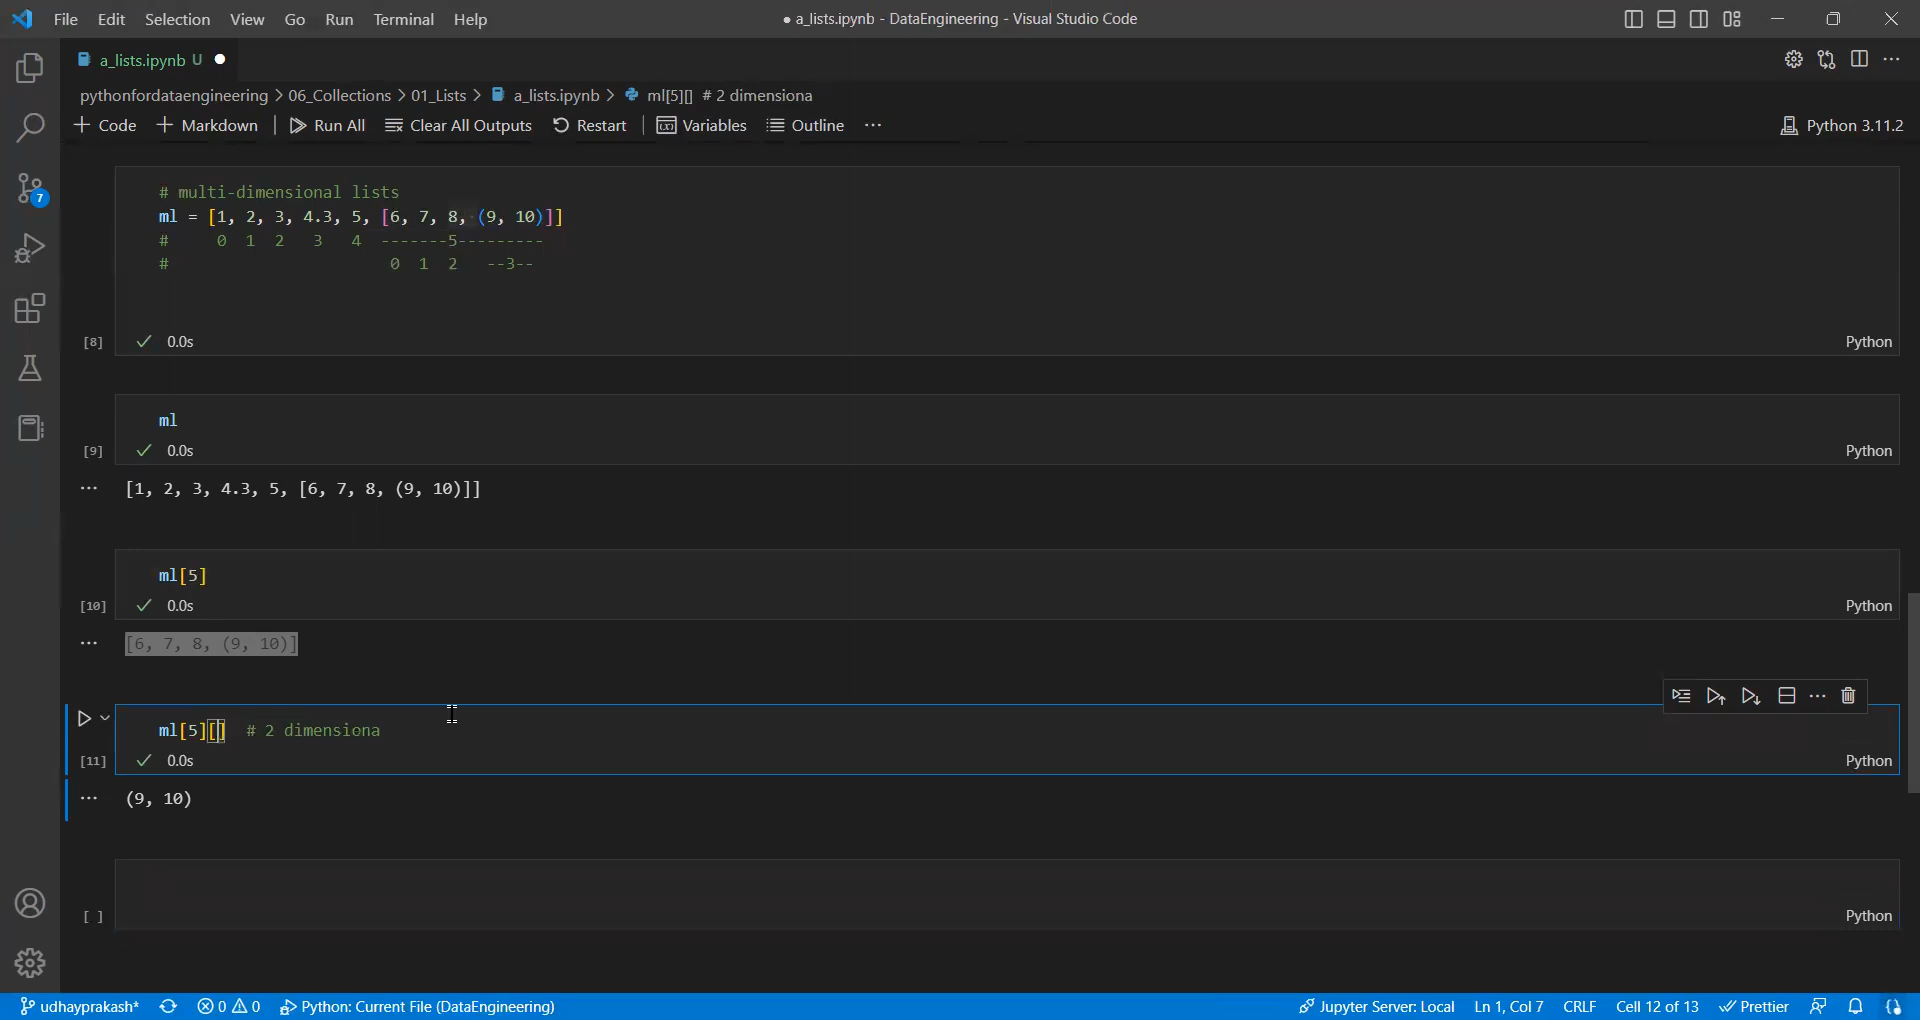 File Edit Selection View Go Run Terminal Help
● a_lists.ipynb - DataEngineering - Visual Studio Code
a_lists.ipynb U ●
pythonfordataengineering > 06_Collections > 01_Lists > a_lists.ipynb > ml[5][] # 2 dimensiona
+ Code + Markdown | Run All Clear All Outputs Restart | Variables Outline ...
Python 3.11.2
7
# multi-dimensional lists
ml = [1, 2, 3, 4.3, 5, [6, 7, 8, (9, 10)]]
# 0 1 2 3 4 -------5---------
# 0 1 2 --3--
[8] ✓ 0.0s Python
ml
[9] ✓ 0.0s Python
[1, 2, 3, 4.3, 5, [6, 7, 8, (9, 10)]]
ml[5]
[10] ✓ 0.0s Python
[6, 7, 8, (9, 10)]
ml[5][] # 2 dimensiona
[11] ✓ 0.0s Python
(9, 10)
[ ] Python
udhayprakash* 0 0 Python: Current File (DataEngineering) Jupyter Server: Local Ln 1, Col 7 CRLF Cell 12 of 13 Prettier